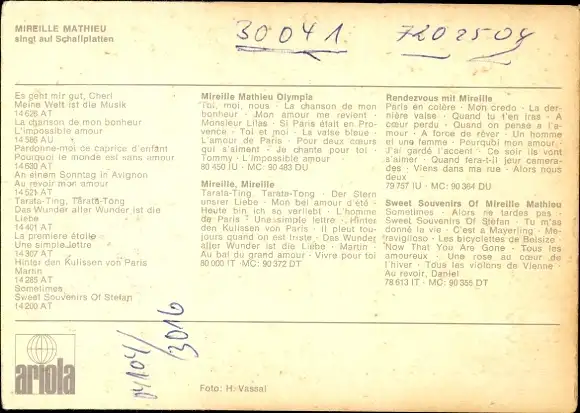 MIREILLE MATHIEU
singt auf Schallplatten
30041
7202504
Es geht mir gut, Cheri
Meine Welt ist die Musik
14 626 AT
La chanson de mon bonheur
L'impossible amour
14 586 AU
Pardonne-moi ce caprice d'enfant
Pourquoi le monde est sans amour
14 530 AT
An einem Sonntag in Avignon
Au revoir mon amour
14 521 AT
Tarata-Ting, Tarata-Tong
Das Wunder aller Wunder ist die
Liebe
14 401 AT
La premiere étoile
Une simple lettre
14 307 AT
Hinter den Kulissen von Paris
Martin
14 265 AT
Sometimes
Sweet Souvenirs Of Stefan
14 200 AT
Mireille Mathieu Olympia
Toi, moi, nous · La chanson de mon
bonheur · Mon amour me revient ·
Monsieur Lilas · Si Paris était en Pro-
vence · Toi et moi · La valse bleue ·
L'amour de Paris · Pour deux cœurs
qui s'aiment · Je chante pour toi ·
Tommy · L'impossible amour
80 450 IU · MC: 90 483 DU
Mireille, Mireille
Tarata-Ting, Tarata-Tong · Der Stern
unsrer Liebe · Mon bel amour d'été ·
Heute bin ich so verliebt · L'homme
de Paris · Une simple lettre · Hinter
den Kulissen von Paris · Il pleut tou-
jours quand on est triste · Das Wunder
aller Wunder ist die Liebe · Martin ·
Au bal du grand amour · Vivre pour toi
80 000 IT · MC: 90 372 DT
Rendezvous mit Mireille
Paris en colère · Mon credo · La der-
nière valse · Quand tu t'en iras · A
cœur perdu · Quand on pense à l'a-
mour · A force de rêver · Un homme
et une femme · Pourquoi mon amour ·
J'ai gardé l'accent · Ce soir ils vont
s'aimer · Quand fera-t-il jour camera-
des · Viens dans ma rue · Alors nous
deux
79 757 IU · MC: 90 364 DU
Sweet Souvenirs Of Mireille Mathieu
Sometimes · Alors ne tardes pas ·
Sweet Souvenirs Of Stefan · Tu m'as
donné la vie · C'est a Mayerling · Me-
raviglioso · Les bicyclettes de Belsize ·
Now That You Are Gone · Tous les
amoureux · Une rose au cœur de
l'hiver · Tous les violons de Vienne ·
Au revoir, Daniel
78 613 IT · MC: 90 355 DT
04104/
3016
ariola
Foto: H. Vassal